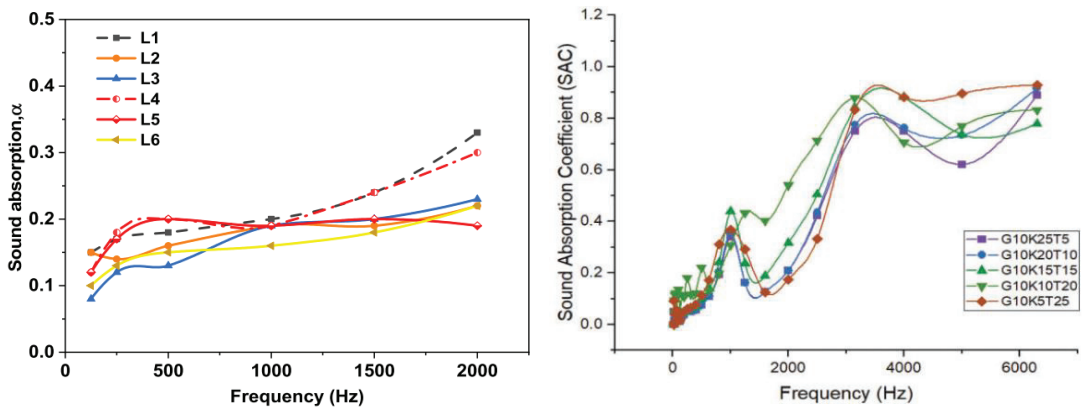 0.5
0.4
0.3
0.2
0.1
0.0
Sound absorption,α
L1
L2
L3
L4
L5
L6
0 500 1000 1500 2000
Frequency (Hz)
1.2
1.0
0.8
0.6
0.4
0.2
0.0
Sound Absorption Coefficient (SAC)
G10K25T5
G10K20T10
G10K15T15
G10K10T20
G10K5T25
0 2000 4000 6000
Frequency (Hz)